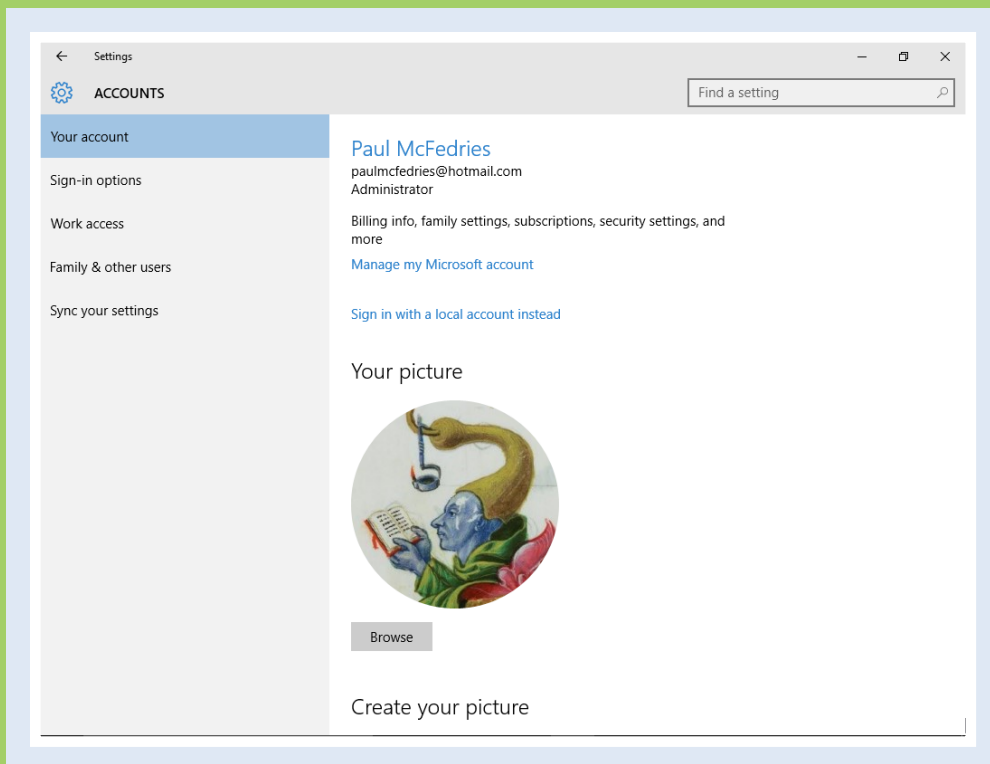 Settings
ACCOUNTS
Find a setting
Your account
Sign-in options
Work access
Family & other users
Sync your settings
Paul McFedries
paulmcfedries@hotmail.com
Administrator
Billing info, family settings, subscriptions, security settings, and
more
Manage my Microsoft account
Sign in with a local account instead
Your picture
Browse
Create your picture